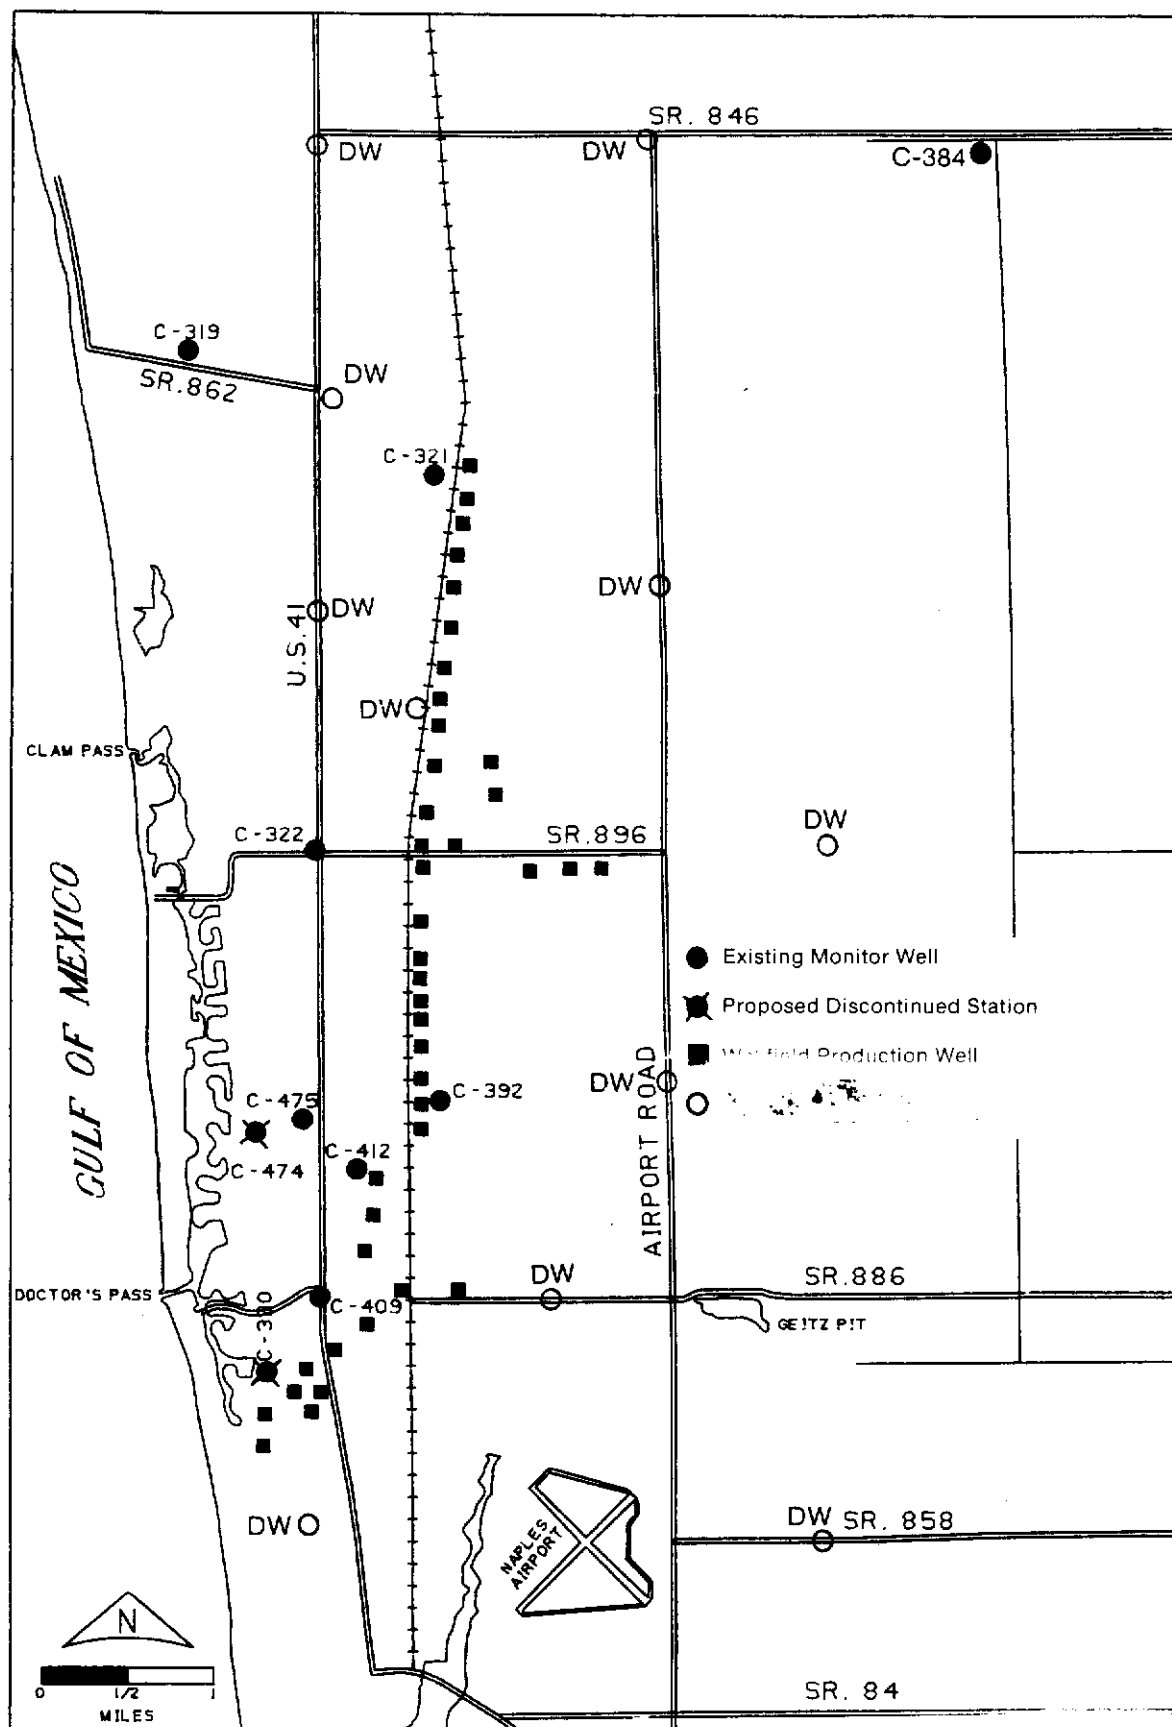 SR. 846
DW
DW
C-384
C-319
DW
SR.862
C-321
DW
DW
U.S. 41
DW
CLAM PASS
DW
C-322
SR.896
GULF OF MEXICO
Existing Monitor Well
Proposed Discontinued Station
Production Well
DW
AIRPORT ROAD
C-392
C-475
C-412
C-474
DW
SR.886
DOCTOR'S PASS
C-409
GEITZ PIT
DW
DW
SR. 858
NAPLES
AIRPORT
N
0 1/2 1
MILES
SR. 84